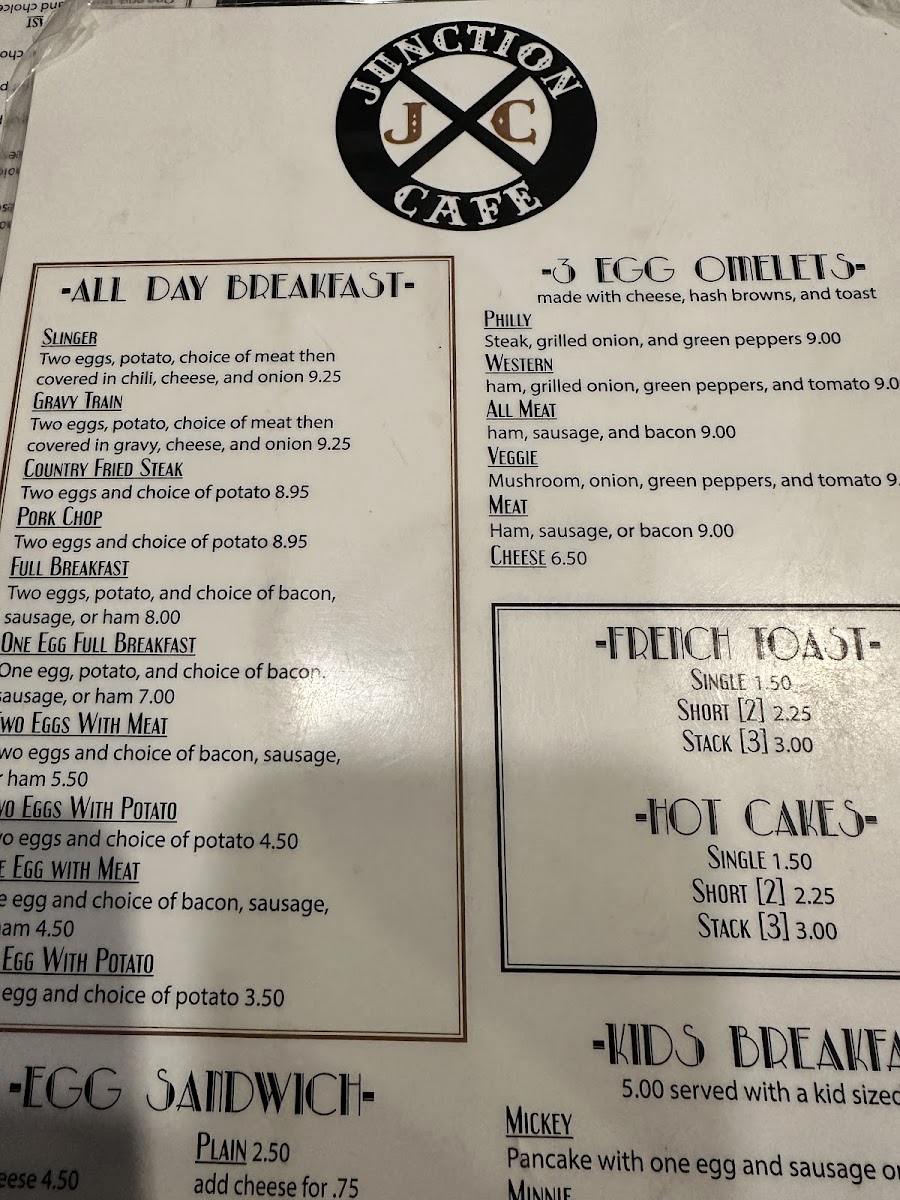 JUNCTION
J C
CAFE
-ALL DAY BREAKFAST-
SLINGER
Two eggs, potato, choice of meat then
covered in chili, cheese, and onion 9.25
GRAVY TRAIN
Two eggs, potato, choice of meat then
covered in gravy, cheese, and onion 9.25
COUNTRY FRIED STEAK
Two eggs and choice of potato 8.95
PORK CHOP
Two eggs and choice of potato 8.95
FULL BREAKFAST
Two eggs, potato, and choice of bacon,
sausage, or ham 8.00
ONE EGG FULL BREAKFAST
One egg, potato, and choice of bacon.
sausage, or ham 7.00
TWO EGGS WITH MEAT
wo eggs and choice of bacon, sausage,
r ham 5.50
WO EGGS WITH POTATO
wo eggs and choice of potato 4.50
E EGG WITH MEAT
e egg and choice of bacon, sausage,
ham 4.50
EGG WITH POTATO
egg and choice of potato 3.50
-EGG SANDWICH-
PLAIN 2.50
eese 4.50
add cheese for .75
-3 EGG OMELETS-
made with cheese, hash browns, and toast
PHILLY
Steak, grilled onion, and green peppers 9.00
WESTERN
ham, grilled onion, green peppers, and tomato 9.0
ALL MEAT
ham, sausage, and bacon 9.00
VEGGIE
Mushroom, onion, green peppers, and tomato 9.
MEAT
Ham, sausage, or bacon 9.00
CHEESE 6.50
-FRENCH TOAST-
SINGLE 1.50
SHORT [2] 2.25
STACK [3] 3.00
-HOT CAKES-
SINGLE 1.50
SHORT [2] 2.25
STACK [3] 3.00
-KIDS BREAKFA
5.00 served with a kid sized
MICKEY
Pancake with one egg and sausage or
MINNIE